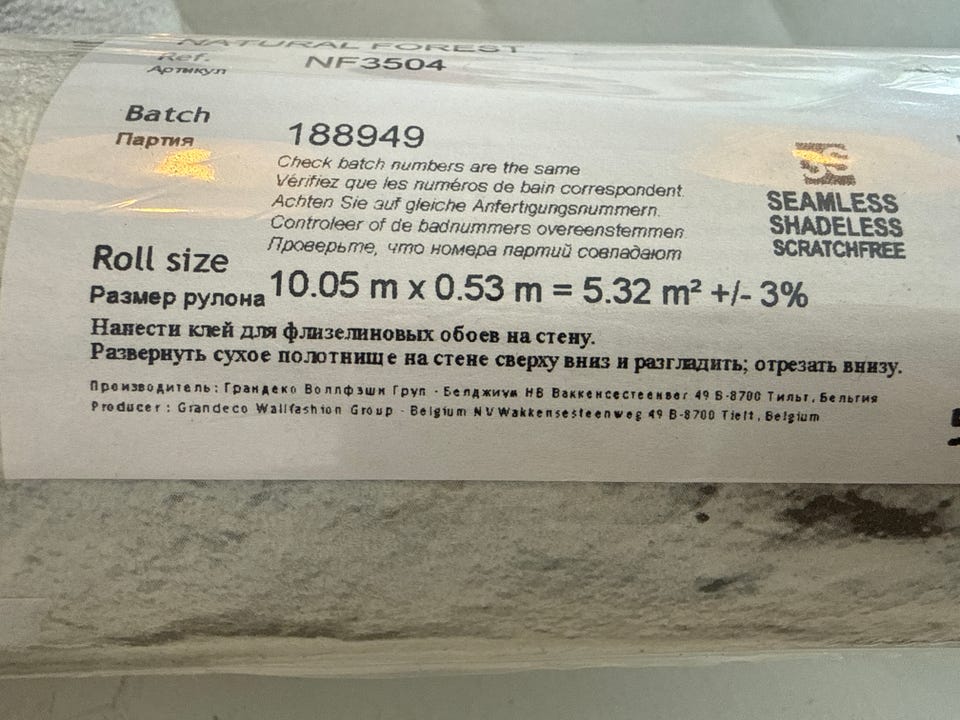 NATURAL FOREST
Ref. NF3504
Артикул
Batch 188949
Партия
Check batch numbers are the same
Vérifiez que les numéros de bain correspondent.
Achten Sie auf gleiche Anfertigungsnummern.
Controleer of de badnummers overeenstemmen
Проверьте, что номера партий совпадают
SEAMLESS
SHADELESS
SCRATCHFREE
Roll size 10.05 m x 0.53 m = 5.32 m² +/- 3%
Размер рулона
Нанести клей для флизелиновых обоев на стену.
Развернуть сухое полотнище на стене сверху вниз и разгладить; отрезать внизу.
Производитель: Грандеко Воллфэшн Груп - Белджиум НВ Ваккенсестеенвег 49 B-8700 Тильт, Бельгия
Producer: Grandeco Wallfashion Group - Belgium NV Wakkensesteenweg 49 B-8700 Tielt, Belgium